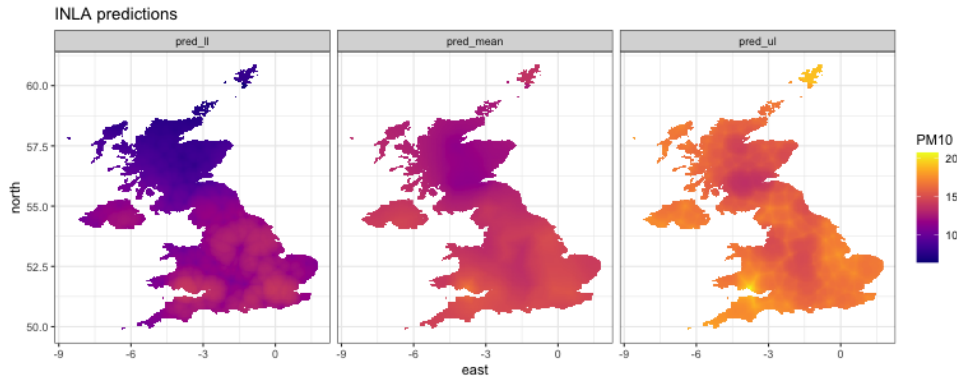 INLA predictions
pred_ll pred_mean pred_ul
60.0
57.5
55.0
52.5
50.0
north
-9 -6 -3 0 -9 -6 -3 0 -9 -6 -3 0
east
PM10
20
15
10